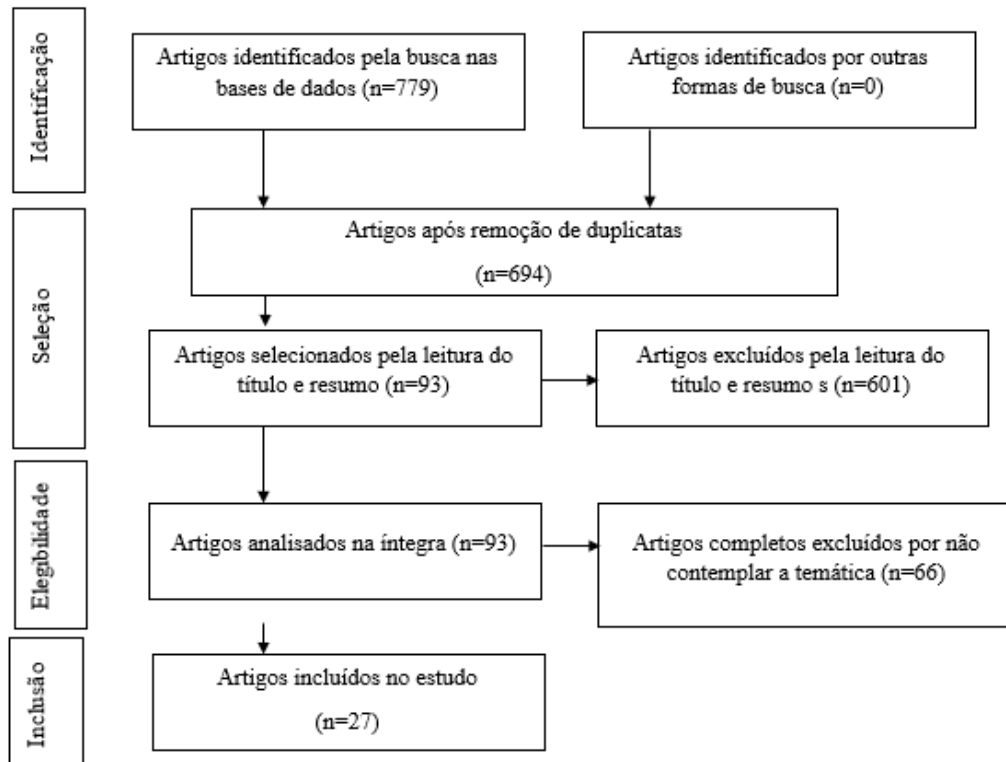 Identificação
Artigos identificados pela busca nas
bases de dados (n=779)
Artigos identificados por outras
formas de busca (n=0)
Seleção
Artigos após remoção de duplicatas
(n=694)
Artigos selecionados pela leitura do
título e resumo (n=93)
Artigos excluídos pela leitura do
título e resumo s (n=601)
Elegibilidade
Artigos analisados na íntegra (n=93)
Artigos completos excluídos por não
contemplar a temática (n=66)
Inclusão
Artigos incluídos no estudo
(n=27)